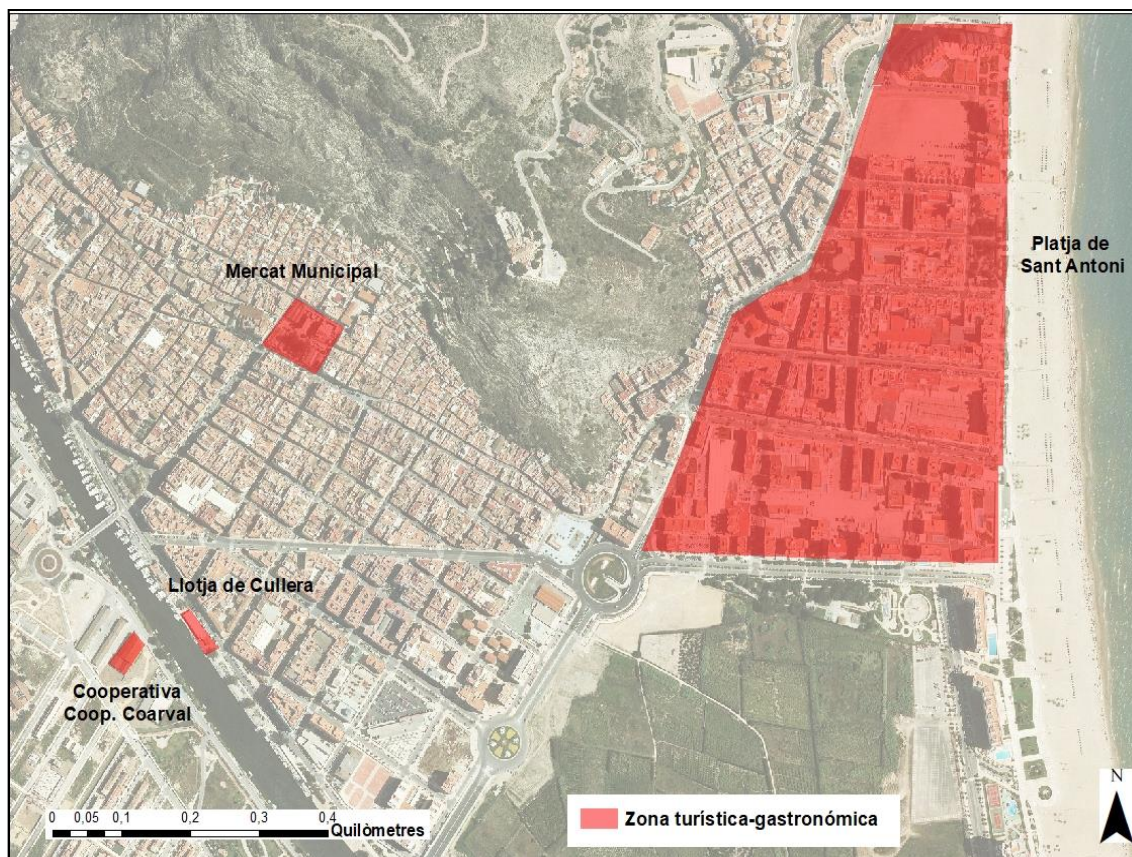 Mercat Municipal
Platja de
Sant Antoni
Llotja de Cullera
Cooperativa
Coop. Coarval
0 0,05 0,1 0,2 0,3 0,4
Quilòmetres
Zona turística-gastronómica
N